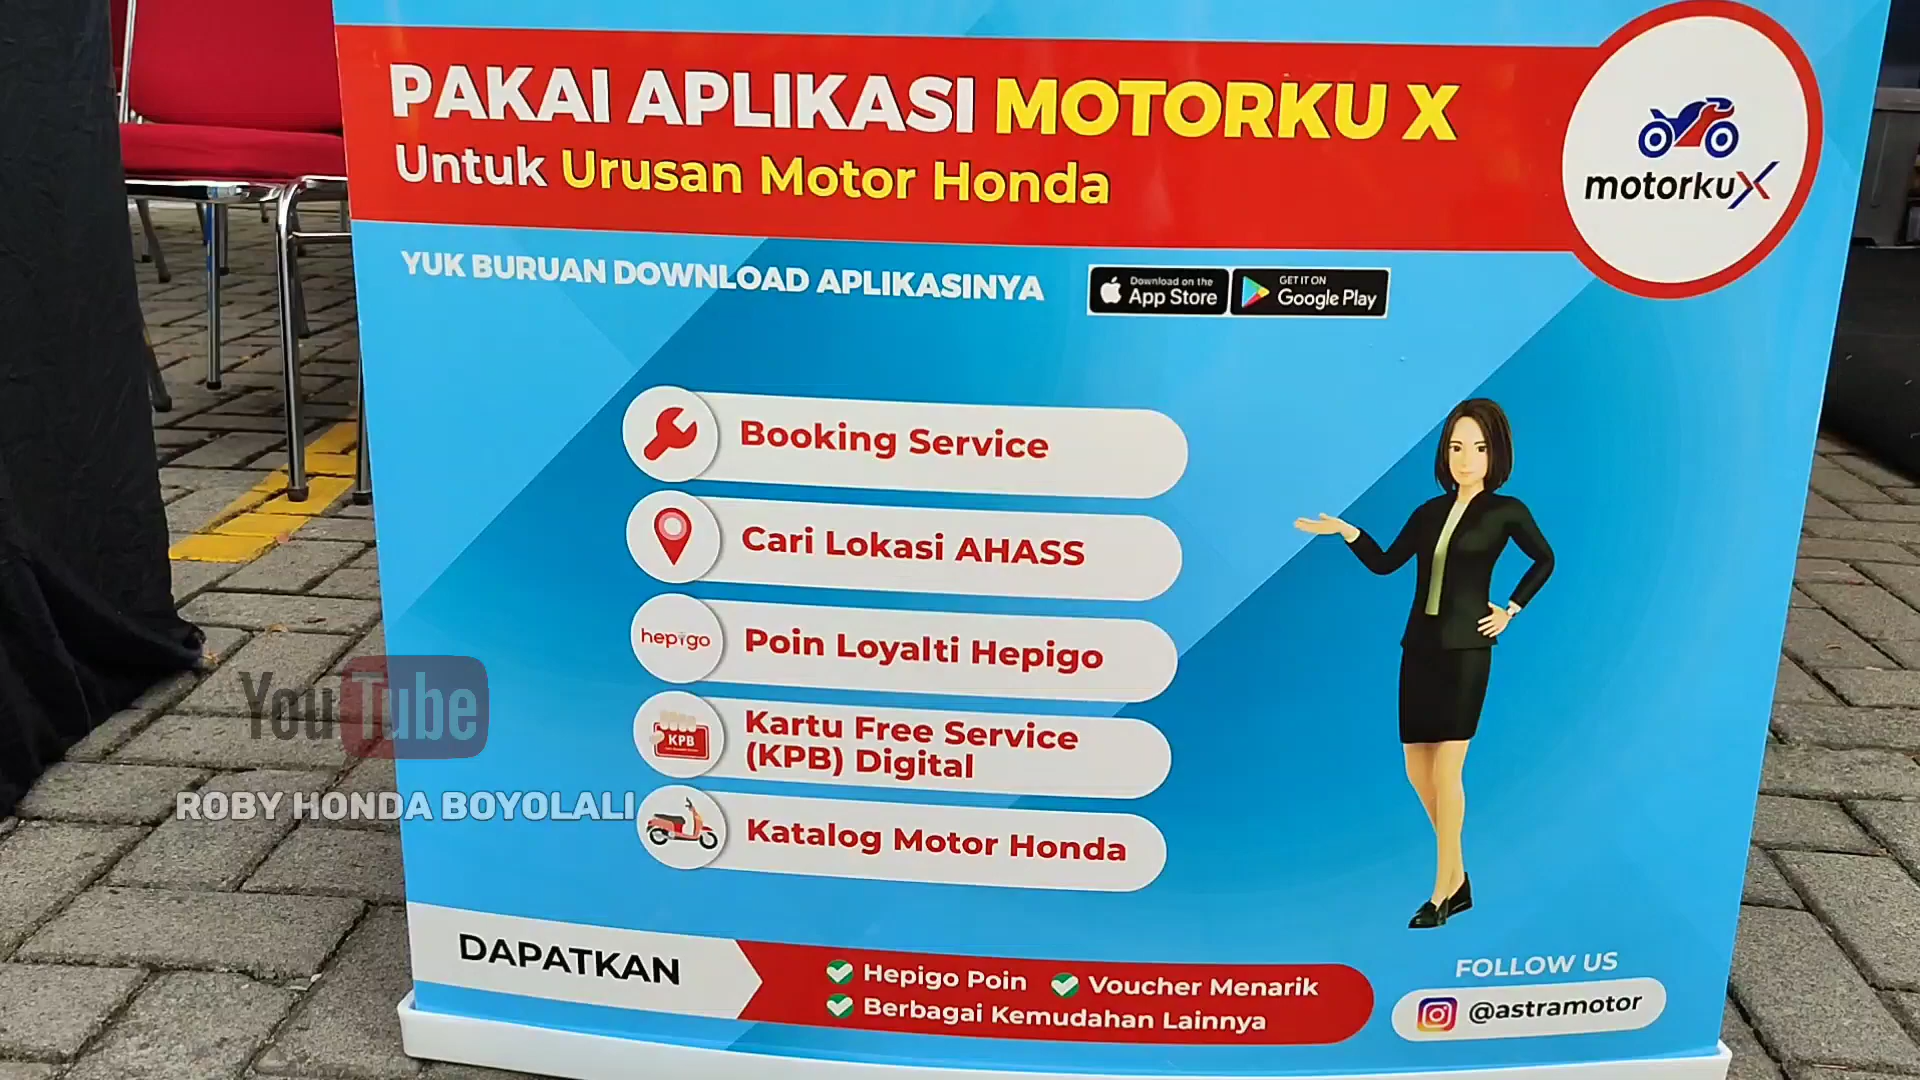 PAKAI APLIKASI MOTORKU X
Untuk Urusan Motor Honda
motorkuX
YUK BURUAN DOWNLOAD APLIKASINYA
Download on the
App Store
GET IT ON
Google Play
Booking Service
Cari Lokasi AHASS
hepigo
Poin Loyalti Hepigo
KPB
Kartu Free Service
(KPB) Digital
Katalog Motor Honda
YouTube
ROBY HONDA BOYOLALI
DAPATKAN
Hepigo Poin
Voucher Menarik
Berbagai Kemudahan Lainnya
FOLLOW US
@astramotor